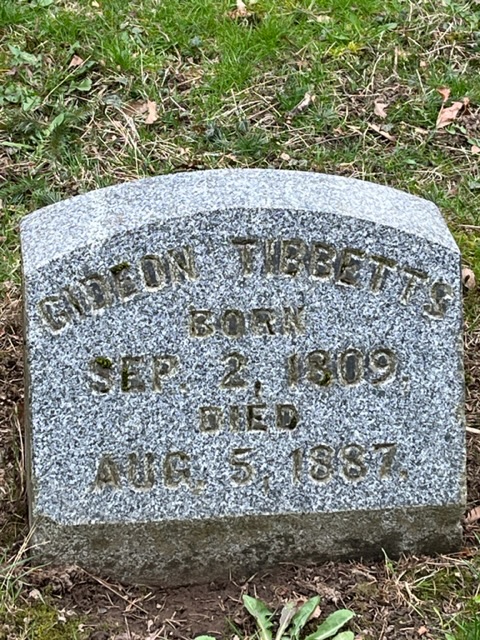 GIDEON TIBBETTS
BORN
SEP. 2, 1809.
DIED
AUG. 5, 1887.